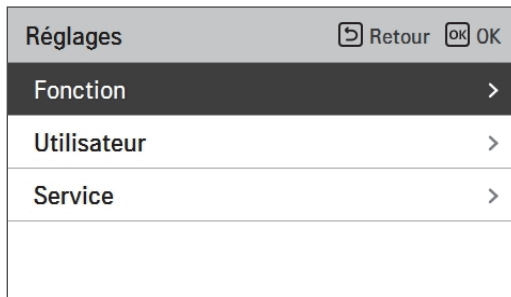 Réglages Retour OK OK
Fonction >
Utilisateur >
Service >